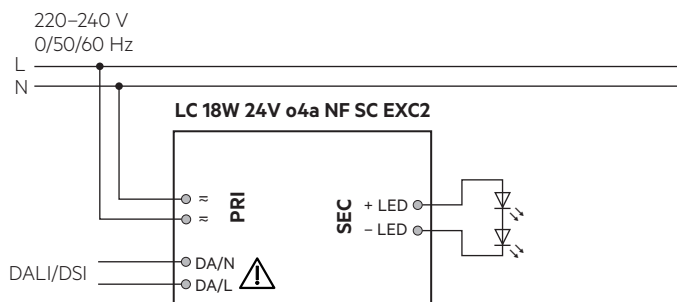 220–240 V
0/50/60 Hz
L
N
LC 18W 24V o4a NF SC EXC2
≂
≂
PRI
SEC
+ LED
– LED
DALI/DSI
DA/N
DA/L